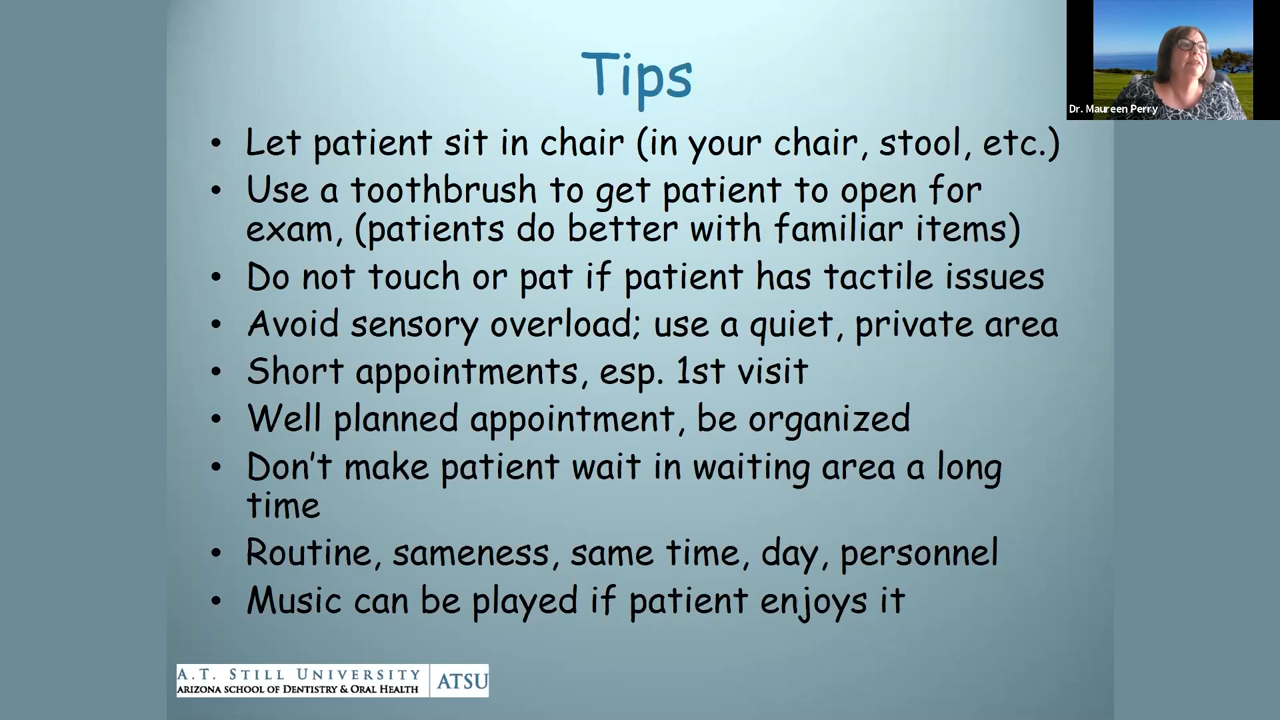 Tips
• Let patient sit in chair (in your chair, stool, etc.)
• Use a toothbrush to get patient to open for
exam, (patients do better with familiar items)
• Do not touch or pat if patient has tactile issues
• Avoid sensory overload; use a quiet, private area
• Short appointments, esp. 1st visit
• Well planned appointment, be organized
• Don't make patient wait in waiting area a long
time
• Routine, sameness, same time, day, personnel
• Music can be played if patient enjoys it
A.T. STILL UNIVERSITY
ARIZONA SCHOOL OF DENTISTRY & ORAL HEALTH
ATSU
Dr. Maureen Perry